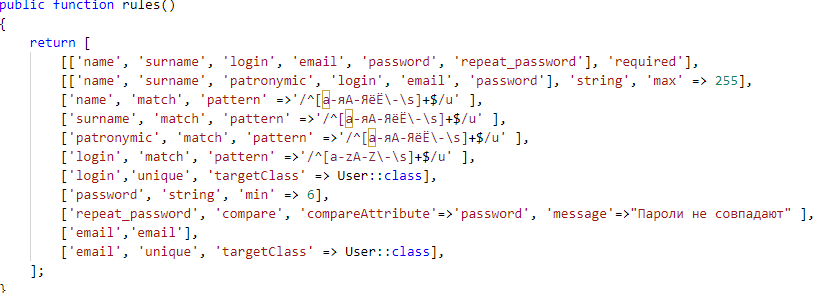 public function rules()
{
    return [
        [['name', 'surname', 'login', 'email', 'password', 'repeat_password'], 'required'],
        [['name', 'surname', 'patronymic', 'login', 'email', 'password'], 'string', 'max' => 255],
        ['name', 'match', 'pattern' =>'/^[а-яА-ЯёЁ\-\s]+$/u' ],
        ['surname', 'match', 'pattern' =>'/^[а-яА-ЯёЁ\-\s]+$/u' ],
        ['patronymic', 'match', 'pattern' =>'/^[а-яА-ЯёЁ\-\s]+$/u' ],
        ['login', 'match', 'pattern' =>'/^[a-zA-Z\-\s]+$/u' ],
        ['login','unique', 'targetClass' => User::class],
        ['password', 'string', 'min' => 6],
        ['repeat_password', 'compare', 'compareAttribute'=>'password', 'message'=>"Пароли не совпадают" ],
        ['email','email'],
        ['email', 'unique', 'targetClass' => User::class],
    ];
}